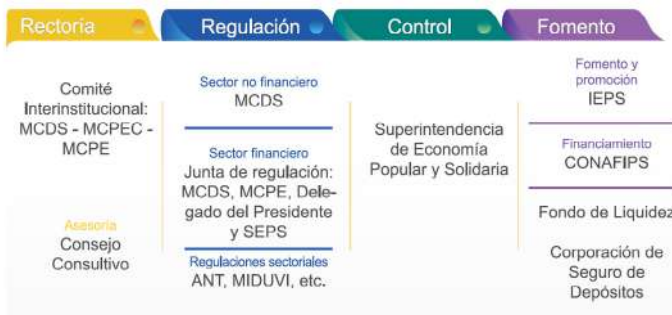 Rectoría
Regulación
Control
Fomento
Comité
Interinstitucional:
MCDS - MCPEC -
MCPE
Asesoría
Consejo
Consultivo
Sector no financiero
MCDS
Sector financiero
Junta de regulación:
MCDS, MCPE, Dele-
gado del Presidente
y SEPS
Regulaciones sectoriales
ANT, MIDUVI, etc.
Superintendencia
de Economía
Popular y Solidaria
Fomento y
promoción
IEPS
Financiamiento
CONAFIPS
Fondo de Liquidez
Corporación de
Seguro de
Depósitos